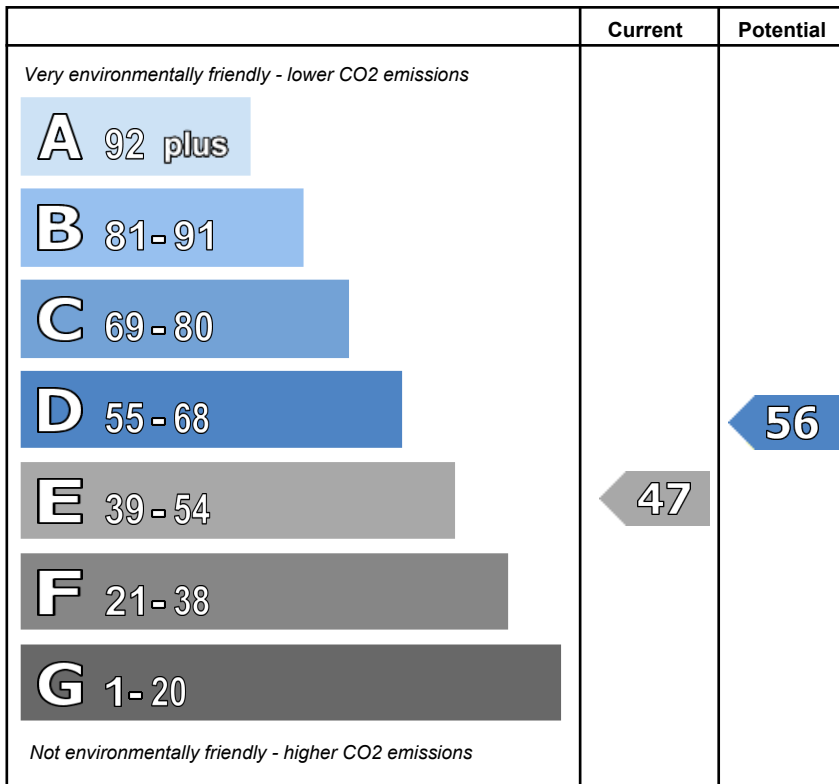 Current Potential
Very environmentally friendly - lower CO2 emissions
A 92 plus
B 81-91
C 69-80
D 55-68
56
E 39-54
47
F 21-38
G 1-20
Not environmentally friendly - higher CO2 emissions